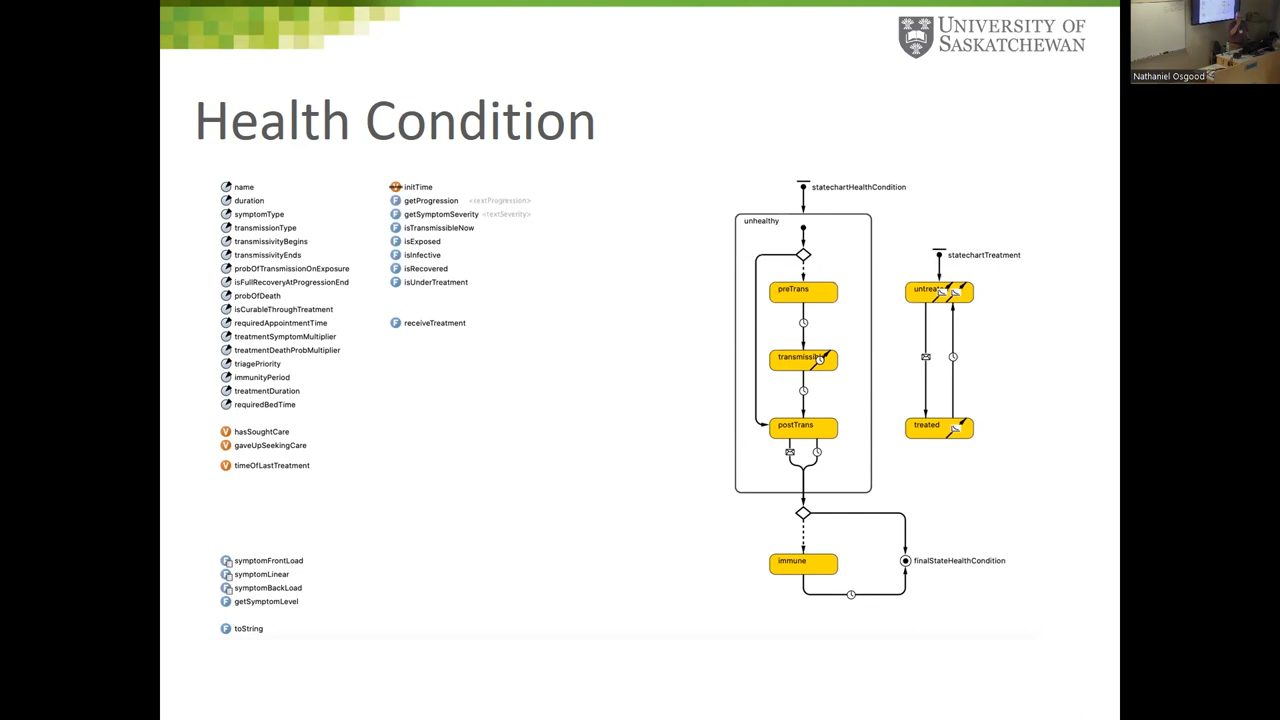 UNIVERSITY OF
SASKATCHEWAN
Nathaniel Osgood
Health Condition
name
duration
symptomType
transmissionType
transmissivityBegins
transmissivityEnds
probOfTransmissionOnExposure
isFullRecoveryAtProgressionEnd
probOfDeath
isCurableThroughTreatment
requiredAppointmentTime
treatmentSymptomMultiplier
treatmentDeathProbMultiplier
triagePriority
immunityPeriod
treatmentDuration
requiredBedTime
hasSoughtCare
gaveUpSeekingCare
timeOfLastTreatment
symptomFrontLoad
symptomLinear
symptomBackLoad
getSymptomLevel
toString
initTime
getProgression <textProgression>
getSymptomSeverity <textSeverity>
isTransmissibleNow
isExposed
isInfective
isRecovered
isUnderTreatment
receiveTreatment
statechartHealthCondition
unhealthy
preTrans
postTrans
immune
finalStateHealthCondition
statechartTreatment
treated